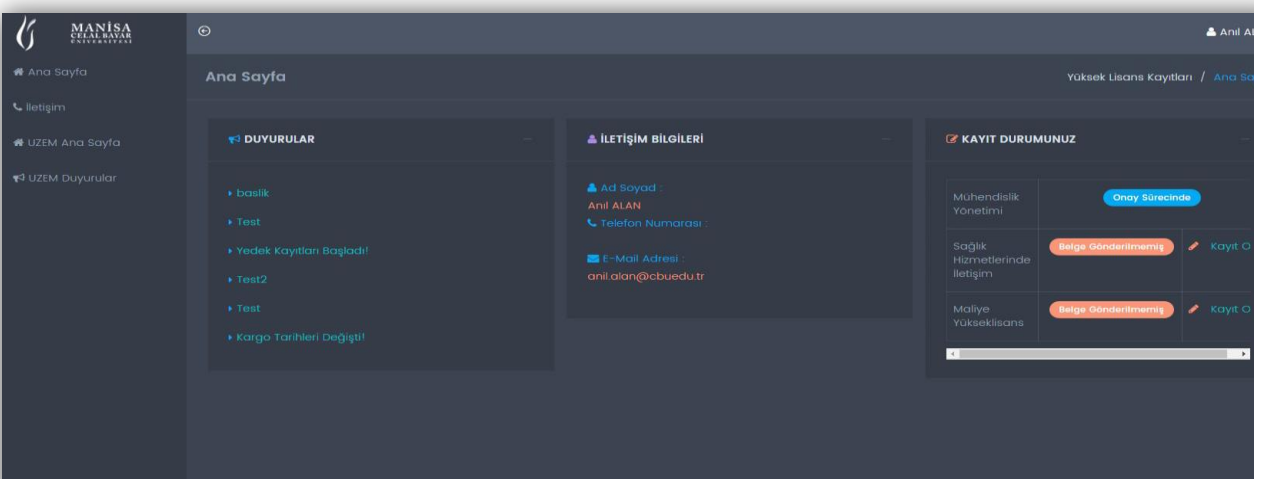 MANİSA
CELAL BAYAR
ÜNİVERSİTESİ
Anıl Al
Ana Sayfa
İletişim
UZEM Ana Sayfa
UZEM Duyurular
Ana Sayfa
Yüksek Lisans Kayıtları / Ana Sa
DUYURULAR
baslik
Test
Yedek Kayıtları Başladı!
Test2
Test
Kargo Tarihleri Değişti!
İLETİŞİM BİLGİLERİ
Ad Soyad :
Anıl ALAN
Telefon Numarası :
E-Mail Adresi :
anil.alan@cbuedu.tr
KAYIT DURUMUNUZ
Mühendislik
Yönetimi
Onay Sürecinde
Sağlık
Hizmetlerinde
İletişim
Belge Gönderilmemiş
Kayıt O
Maliye
Yükseklisans
Belge Gönderilmemiş
Kayıt O